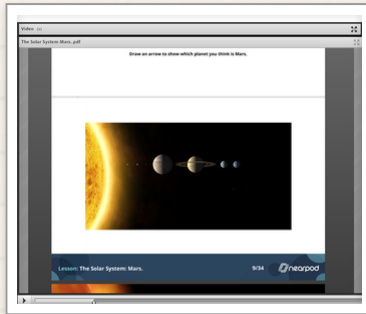 Video
The Solar System Mars..pdf
Draw an arrow to show which planet you think is Mars.
Lesson: The Solar System: Mars.
9/34
nearpod